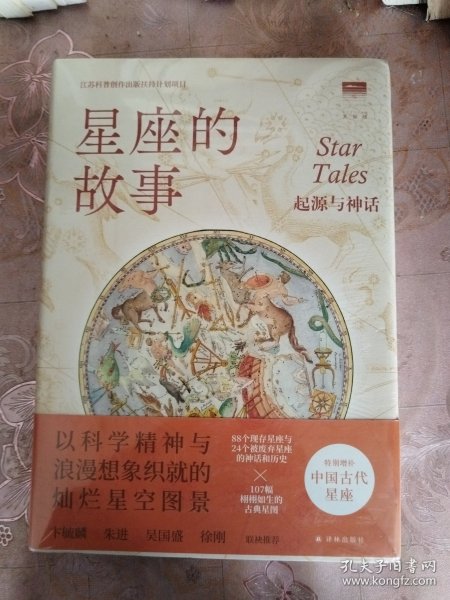 江苏科普创作出版扶持计划项目
星座的
故事
Star
Tales
起源与神话
以科学精神与
浪漫想象织就的
灿烂星空图景
88个现存星座与
24个被废弃星座
的神话和历史
×
107幅
栩栩如生的
古典星图
特别增补
中国古代
星座
卞毓麟 朱进 吴国盛 徐刚 联袂推荐
译林出版社
孔夫子旧书网